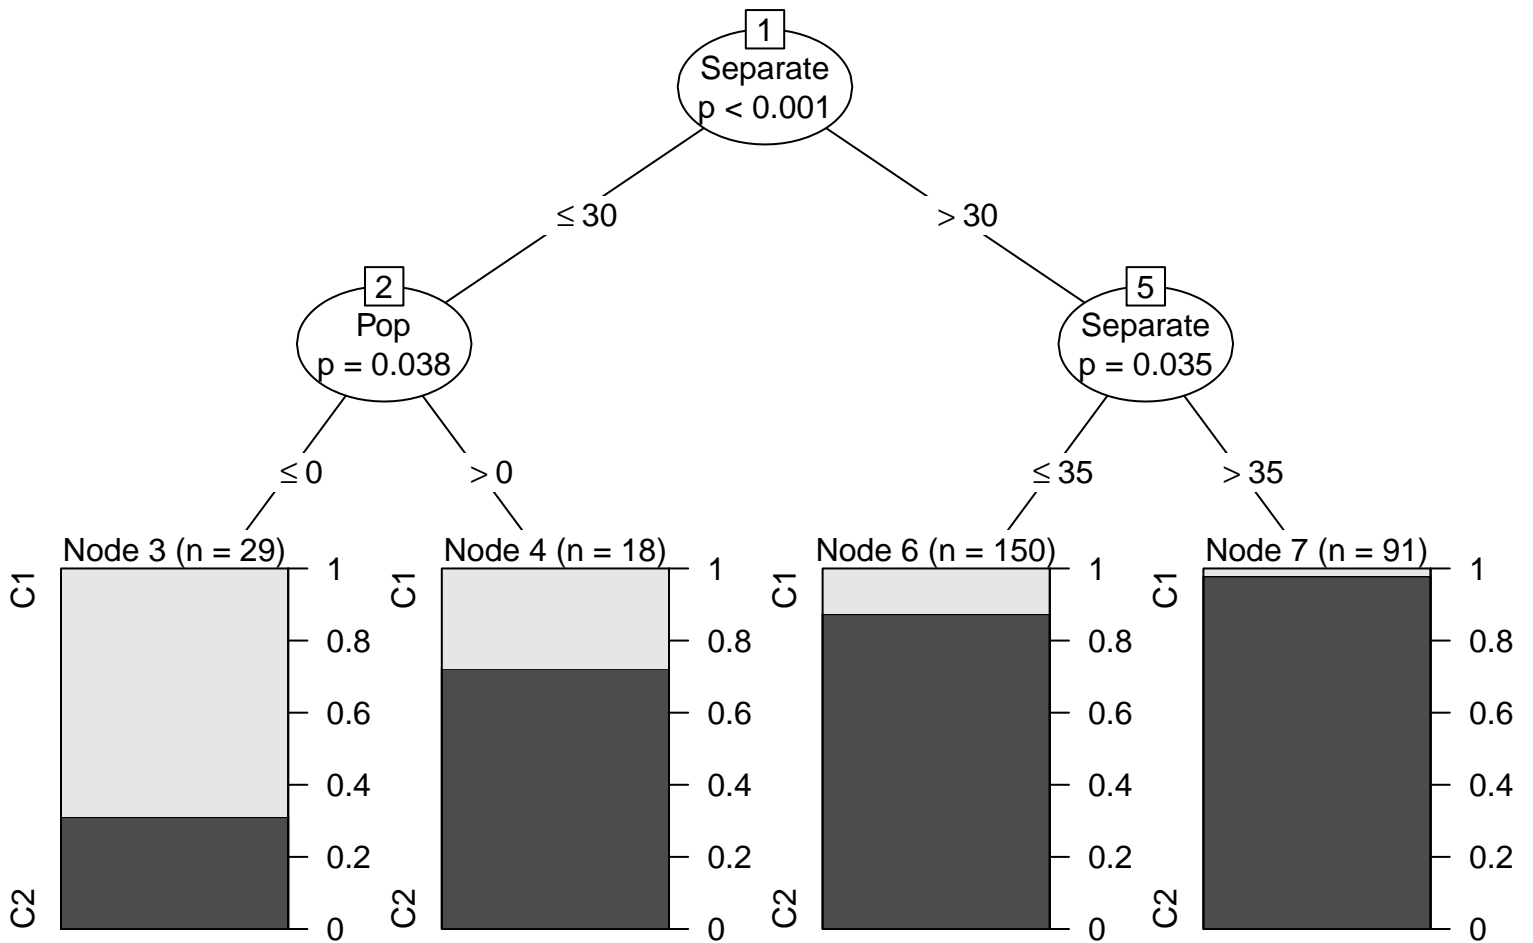 1
Separate
p < 0.001
≤ 30
> 30
2
Pop
p = 0.038
5
Separate
p = 0.035
≤ 0
> 0
≤ 35
> 35
Node 3 (n = 29)
C1
C2
1
0.8
0.6
0.4
0.2
0
Node 4 (n = 18)
C1
C2
1
0.8
0.6
0.4
0.2
0
Node 6 (n = 150)
C1
C2
1
0.8
0.6
0.4
0.2
0
Node 7 (n = 91)
C1
C2
1
0.8
0.6
0.4
0.2
0